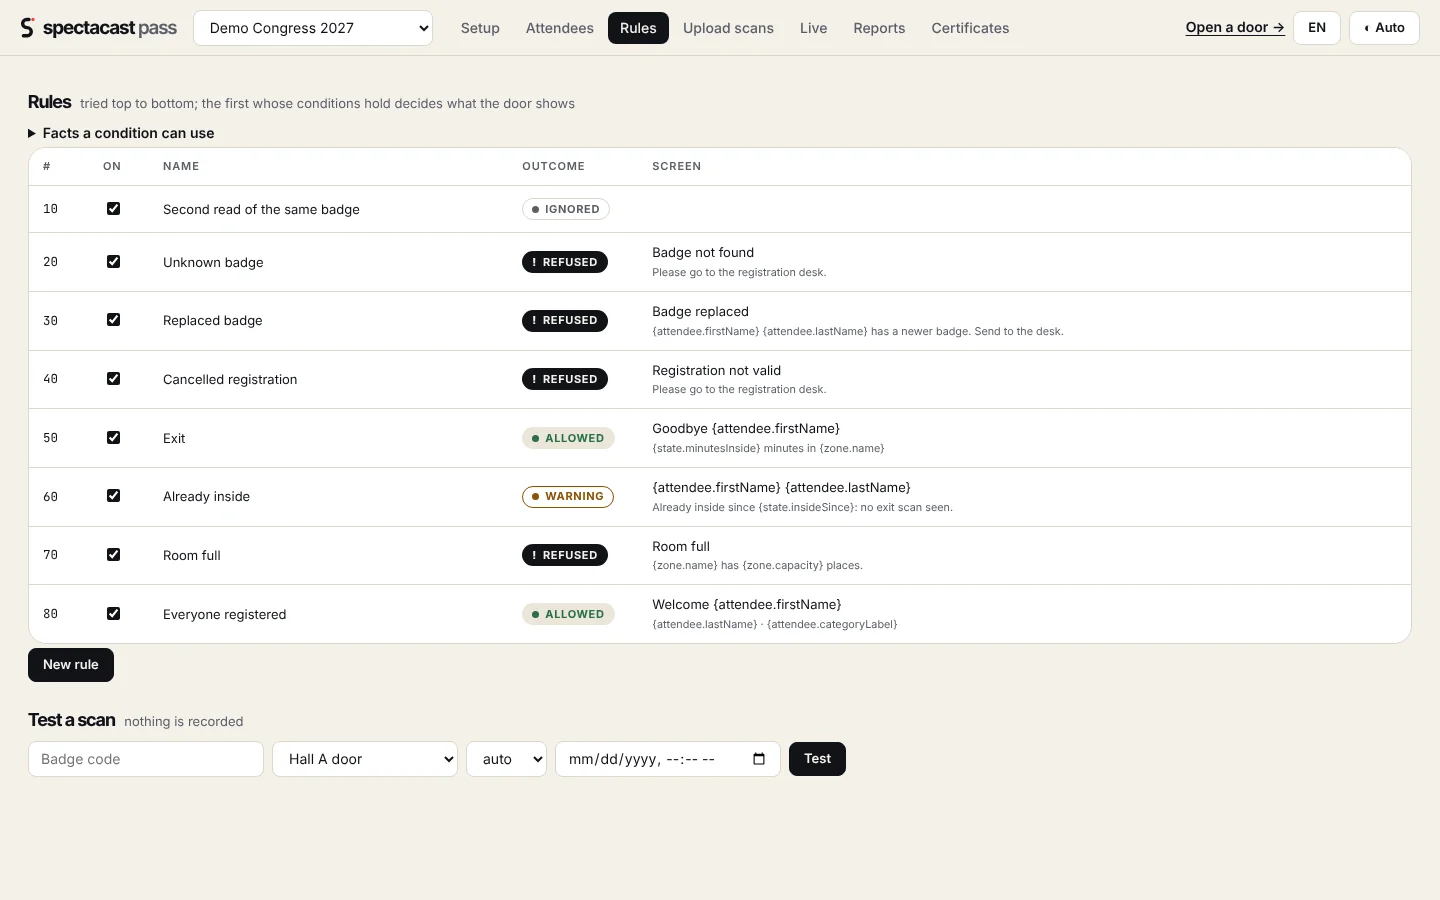 spectacast pass
Demo Congress 2027
Setup
Attendees
Rules
Upload scans
Live
Reports
Certificates
Open a door →
EN
Auto
Rules tried top to bottom; the first whose conditions hold decides what the door shows
Facts a condition can use
# ON NAME OUTCOME SCREEN
10 Second read of the same badge IGNORED
20 Unknown badge ! REFUSED Badge not found
Please go to the registration desk.
30 Replaced badge ! REFUSED Badge replaced
{attendee.firstName} {attendee.lastName} has a newer badge. Send to the desk.
40 Cancelled registration ! REFUSED Registration not valid
Please go to the registration desk.
50 Exit ALLOWED Goodbye {attendee.firstName}
{state.minutesInside} minutes in {zone.name}
60 Already inside WARNING {attendee.firstName} {attendee.lastName}
Already inside since {state.insideSince}: no exit scan seen.
70 Room full ! REFUSED Room full
{zone.name} has {zone.capacity} places.
80 Everyone registered ALLOWED Welcome {attendee.firstName}
{attendee.lastName} · {attendee.categoryLabel}
New rule
Test a scan nothing is recorded
Badge code
Hall A door
auto
mm/dd/yyyy, --:-- --
Test